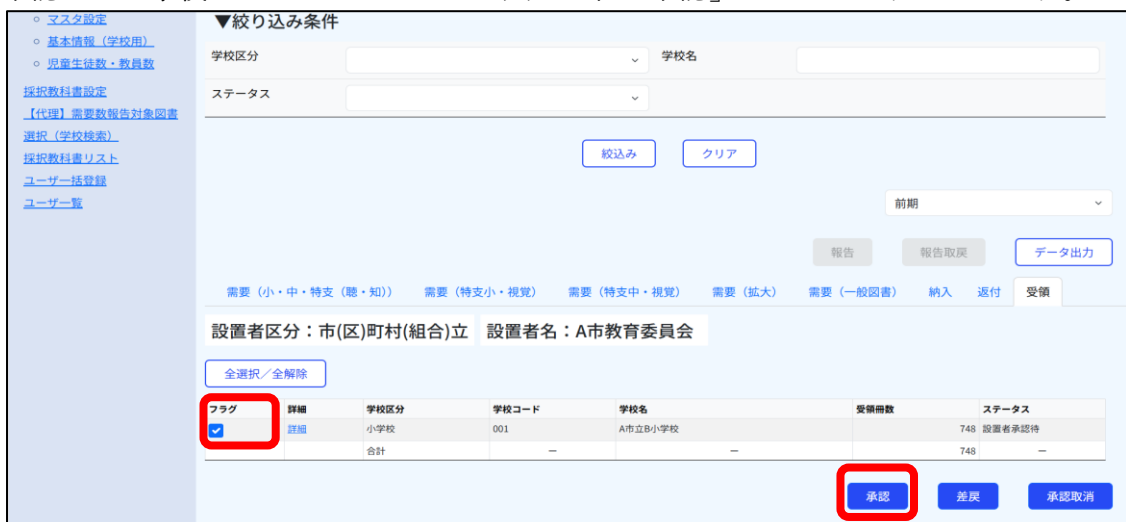 マスタ設定
基本情報（学校用）
児童生徒数・教員数
採択教科書設定
【代理】需要数報告対象図書
選択（学校検索）
採択教科書リスト
ユーザ一括登録
ユーザ一覧
▼絞り込み条件
学校区分 学校名
ステータス
絞込み クリア
前期
報告 報告取戻 データ出力
需要（小・中・特支（聴・知）） 需要（特支小・視覚） 需要（特支中・視覚） 需要（拡大） 需要（一般図書） 納入 返付 受領
設置者区分：市(区)町村(組合)立 設置者名：A市教育委員会
全選択／全解除
フラグ 詳細 学校区分 学校コード 学校名 受領冊数 ステータス
詳細 小学校 001 A市立B小学校 748 設置者承認待
合計 － － 748 －
承認 差戻 承認取消